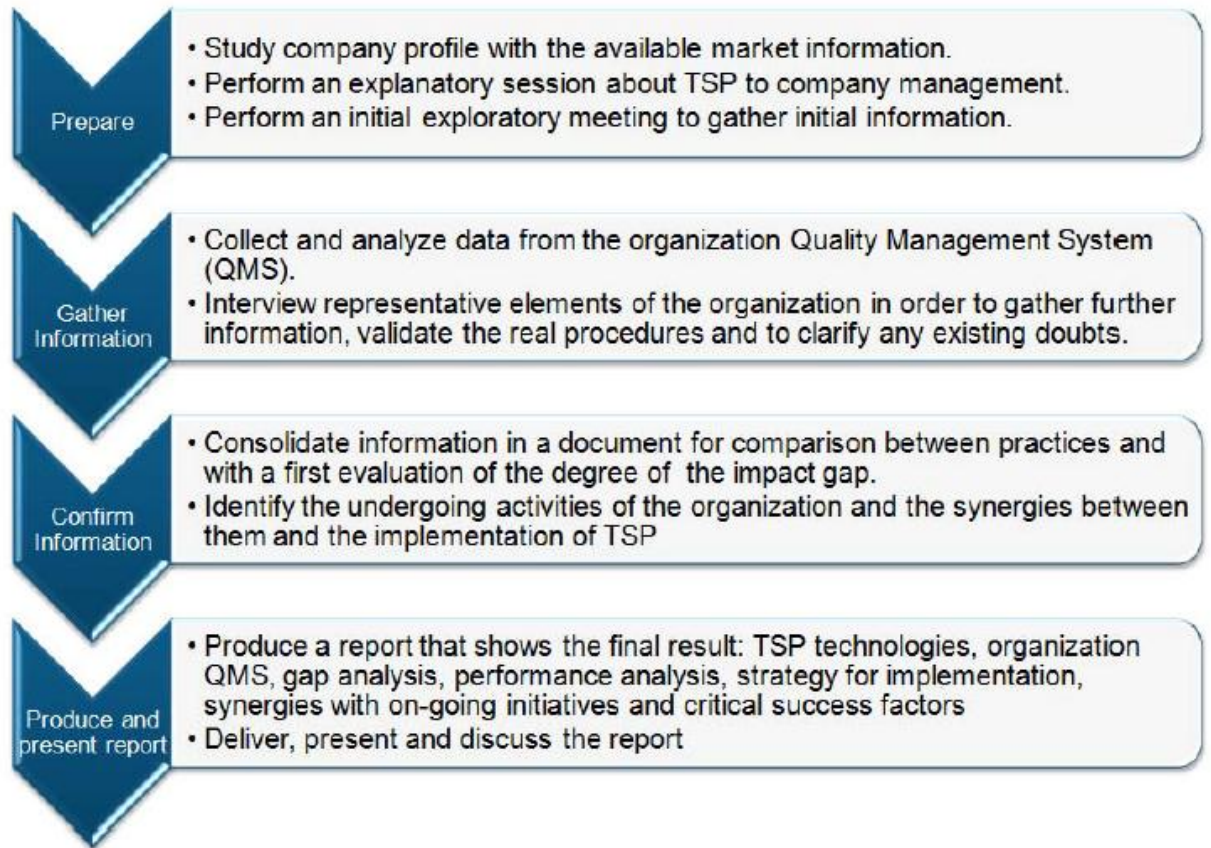 Prepare
• Study company profile with the available market information.
• Perform an explanatory session about TSP to company management.
• Perform an initial exploratory meeting to gather initial information.
Gather
Information
• Collect and analyze data from the organization Quality Management System
(QMS).
• Interview representative elements of the organization in order to gather further
information, validate the real procedures and to clarify any existing doubts.
Confirm
Information
• Consolidate information in a document for comparison between practices and
with a first evaluation of the degree of the impact gap.
• Identify the undergoing activities of the organization and the synergies between
them and the implementation of TSP
Produce and
present report
• Produce a report that shows the final result: TSP technologies, organization
QMS, gap analysis, performance analysis, strategy for implementation,
synergies with on-going initiatives and critical success factors
• Deliver, present and discuss the report